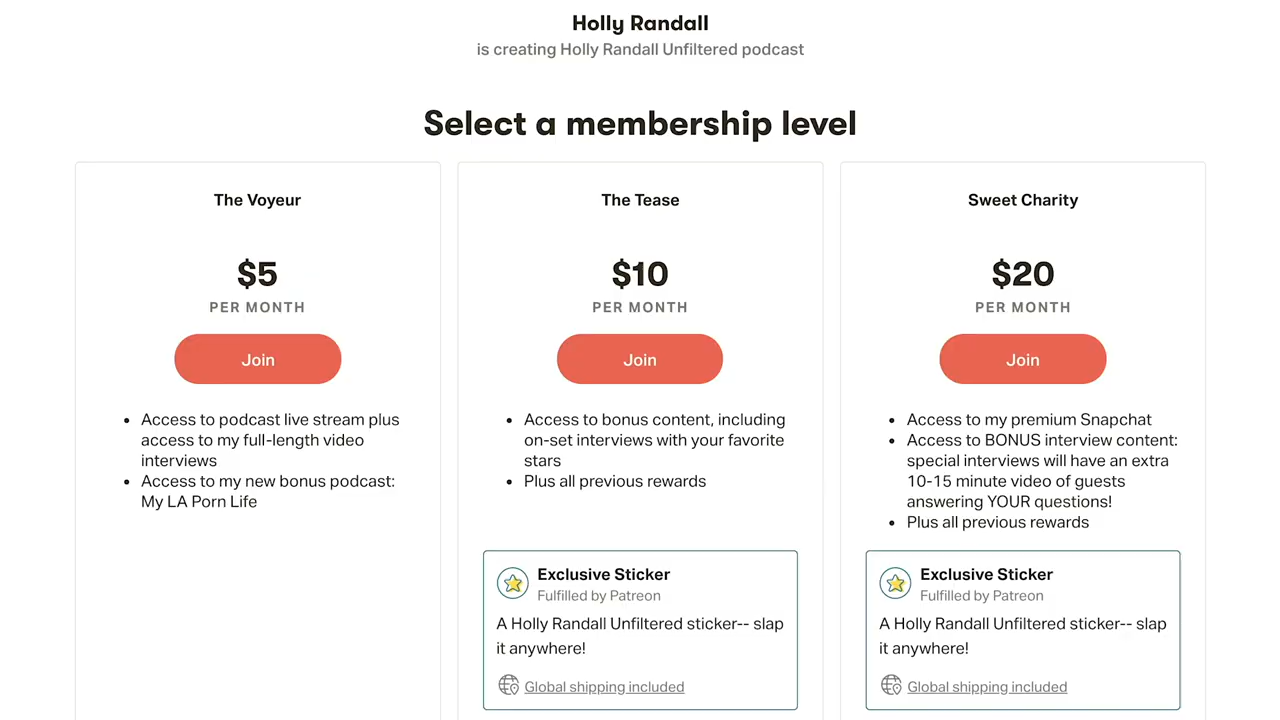 Holly Randall
is creating Holly Randall Unfiltered podcast
Select a membership level
The Voyeur
$5
PER MONTH
Join
• Access to podcast live stream plus
access to my full-length video
interviews
• Access to my new bonus podcast:
My LA Porn Life
The Tease
$10
PER MONTH
Join
• Access to bonus content, including
on-set interviews with your favorite
stars
• Plus all previous rewards
Exclusive Sticker
Fulfilled by Patreon
A Holly Randall Unfiltered sticker-- slap
it anywhere!
Global shipping included
Sweet Charity
$20
PER MONTH
Join
• Access to my premium Snapchat
• Access to BONUS interview content:
special interviews will have an extra
10-15 minute video of guests
answering YOUR questions!
• Plus all previous rewards
Exclusive Sticker
Fulfilled by Patreon
A Holly Randall Unfiltered sticker-- slap
it anywhere!
Global shipping included